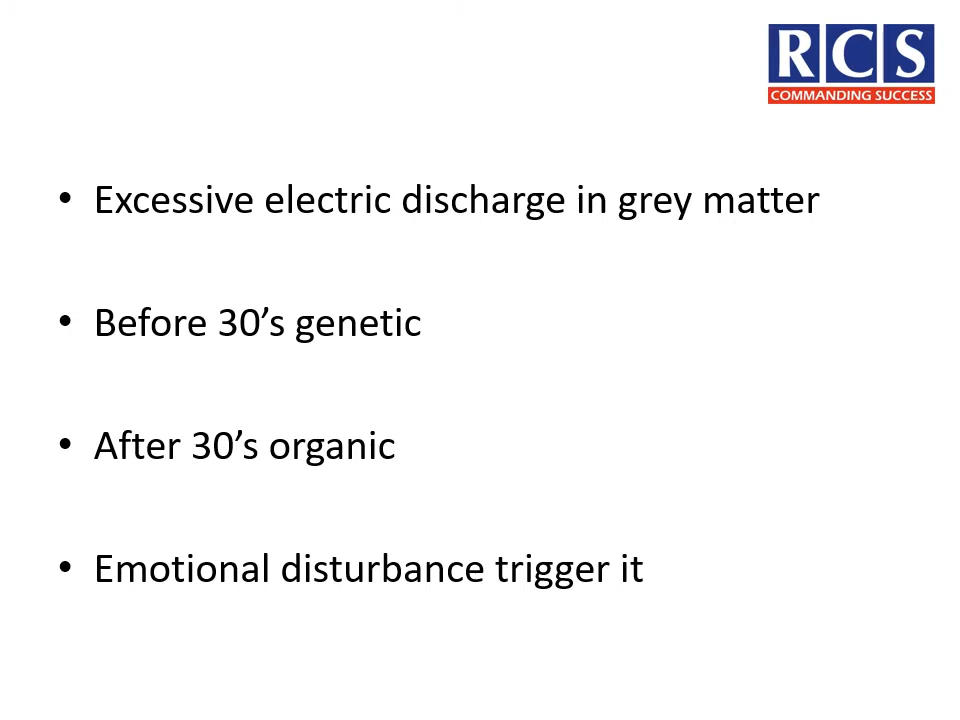 RCS
COMMANDING SUCCESS
• Excessive electric discharge in grey matter
• Before 30’s genetic
• After 30’s organic
• Emotional disturbance trigger it